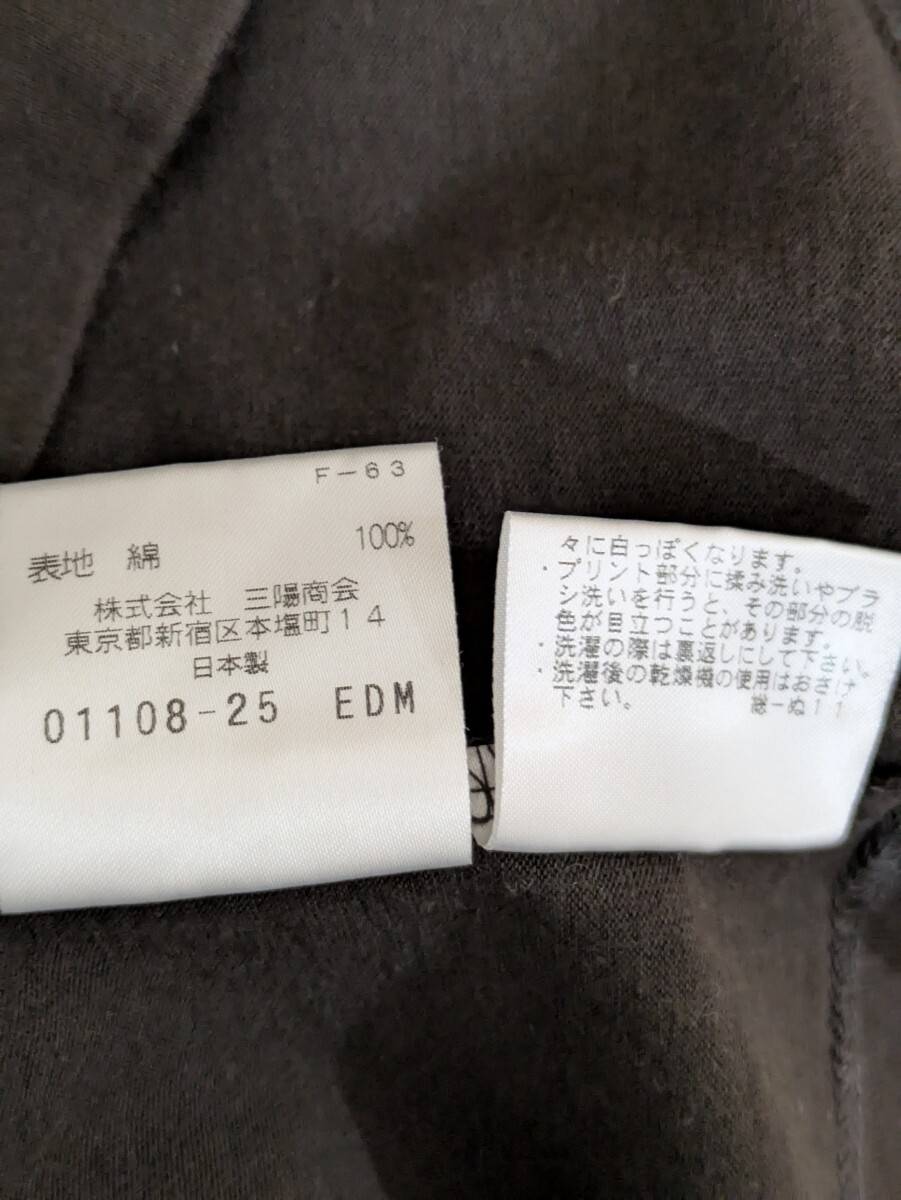 F-63
表地 綿 100%
株式会社 三陽商会
東京都新宿区本塩町14
日本製
01108-25 EDM
々に白っぽくなります。
・プリント部分に揉み洗いやブラ
シ洗いを行うと、その部分の脱
色が目立つことがあります。
・洗濯の際は裏返しにして下さい。
・洗濯後の乾燥機の使用はおさけ
下さい。 総ーぬ11